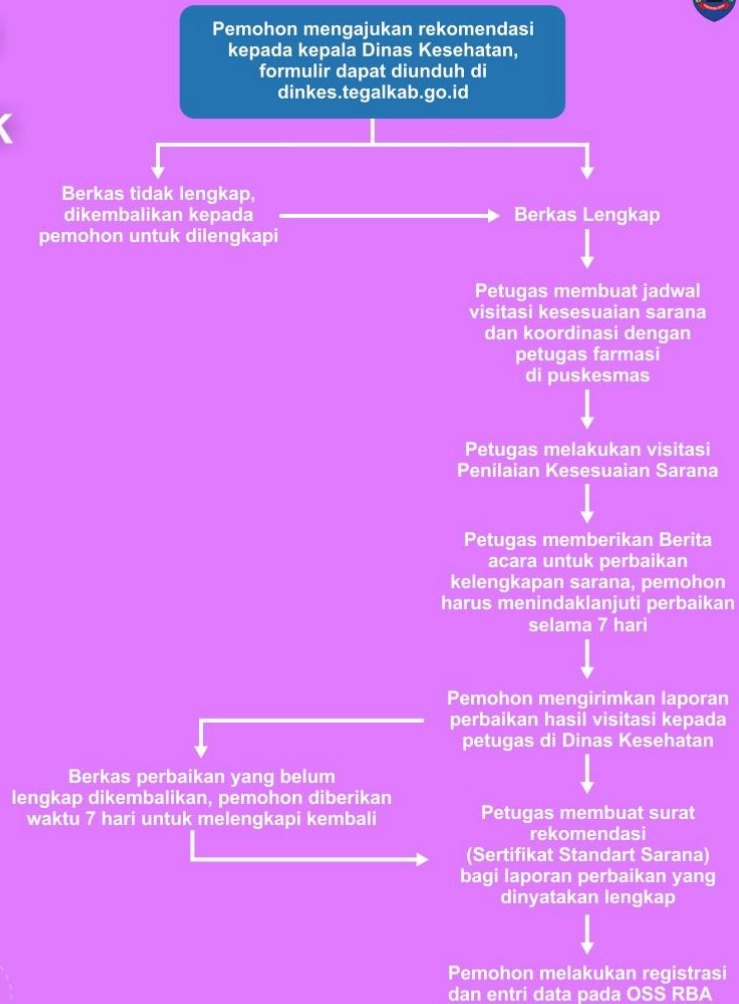 K
Pemohon mengajukan rekomendasi
kepada kepala Dinas Kesehatan,
formulir dapat diunduh di
dinkes.tegalkab.go.id
Berkas tidak lengkap,
dikembalikan kepada
pemohon untuk dilengkapi
Berkas Lengkap
Petugas membuat jadwal
visitasi kesesuaian sarana
dan koordinasi dengan
petugas farmasi
di puskesmas
Petugas melakukan visitasi
Penilaian Kesesuaian Sarana
Petugas memberikan Berita
acara untuk perbaikan
kelengkapan sarana, pemohon
harus menindaklanjuti perbaikan
selama 7 hari
Pemohon mengirimkan laporan
perbaikan hasil visitasi kepada
petugas di Dinas Kesehatan
Berkas perbaikan yang belum
lengkap dikembalikan, pemohon diberikan
waktu 7 hari untuk melengkapi kembali
Petugas membuat surat
rekomendasi
(Sertifikat Standart Sarana)
bagi laporan perbaikan yang
dinyatakan lengkap
Pemohon melakukan registrasi
dan entri data pada OSS RBA